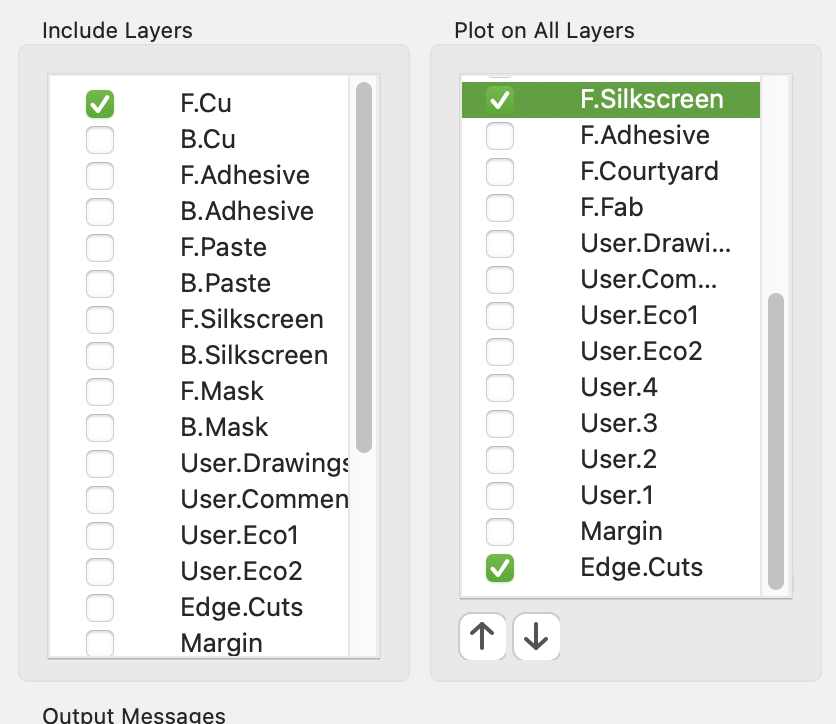 Include Layers
F.Cu
B.Cu
F.Adhesive
B.Adhesive
F.Paste
B.Paste
F.Silkscreen
B.Silkscreen
F.Mask
B.Mask
User.Drawings
User.Commen
User.Eco1
User.Eco2
Edge.Cuts
Margin
Plot on All Layers
F.Silkscreen
F.Adhesive
F.Courtyard
F.Fab
User.Drawi...
User.Com...
User.Eco1
User.Eco2
User.4
User.3
User.2
User.1
Margin
Edge.Cuts
Output Messages